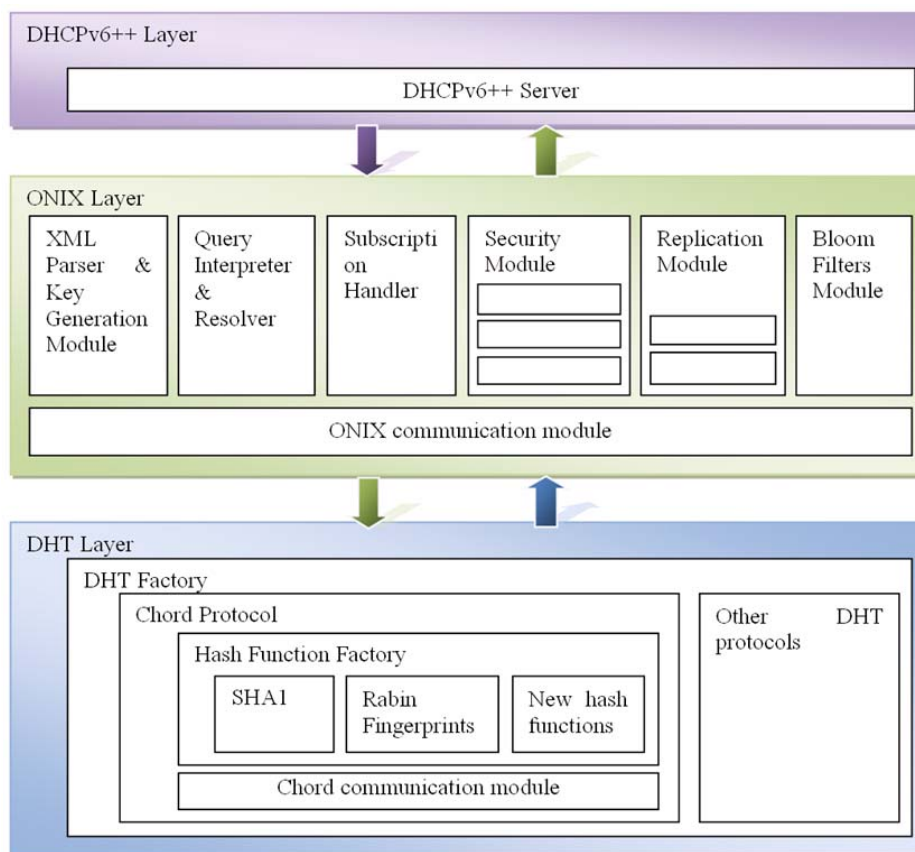 DHCPv6++ Layer
DHCPv6++ Server
ONIX Layer
XML
Parser &
Key
Generation
Module
Query
Interpreter
&
Resolver
Subscripti
on
Handler
Security
Module
Replication
Module
Bloom
Filters
Module
ONIX communication module
DHT Layer
DHT Factory
Chord Protocol
Hash Function Factory
SHA1
Rabin
Fingerprints
New hash
functions
Chord communication module
Other DHT
protocols